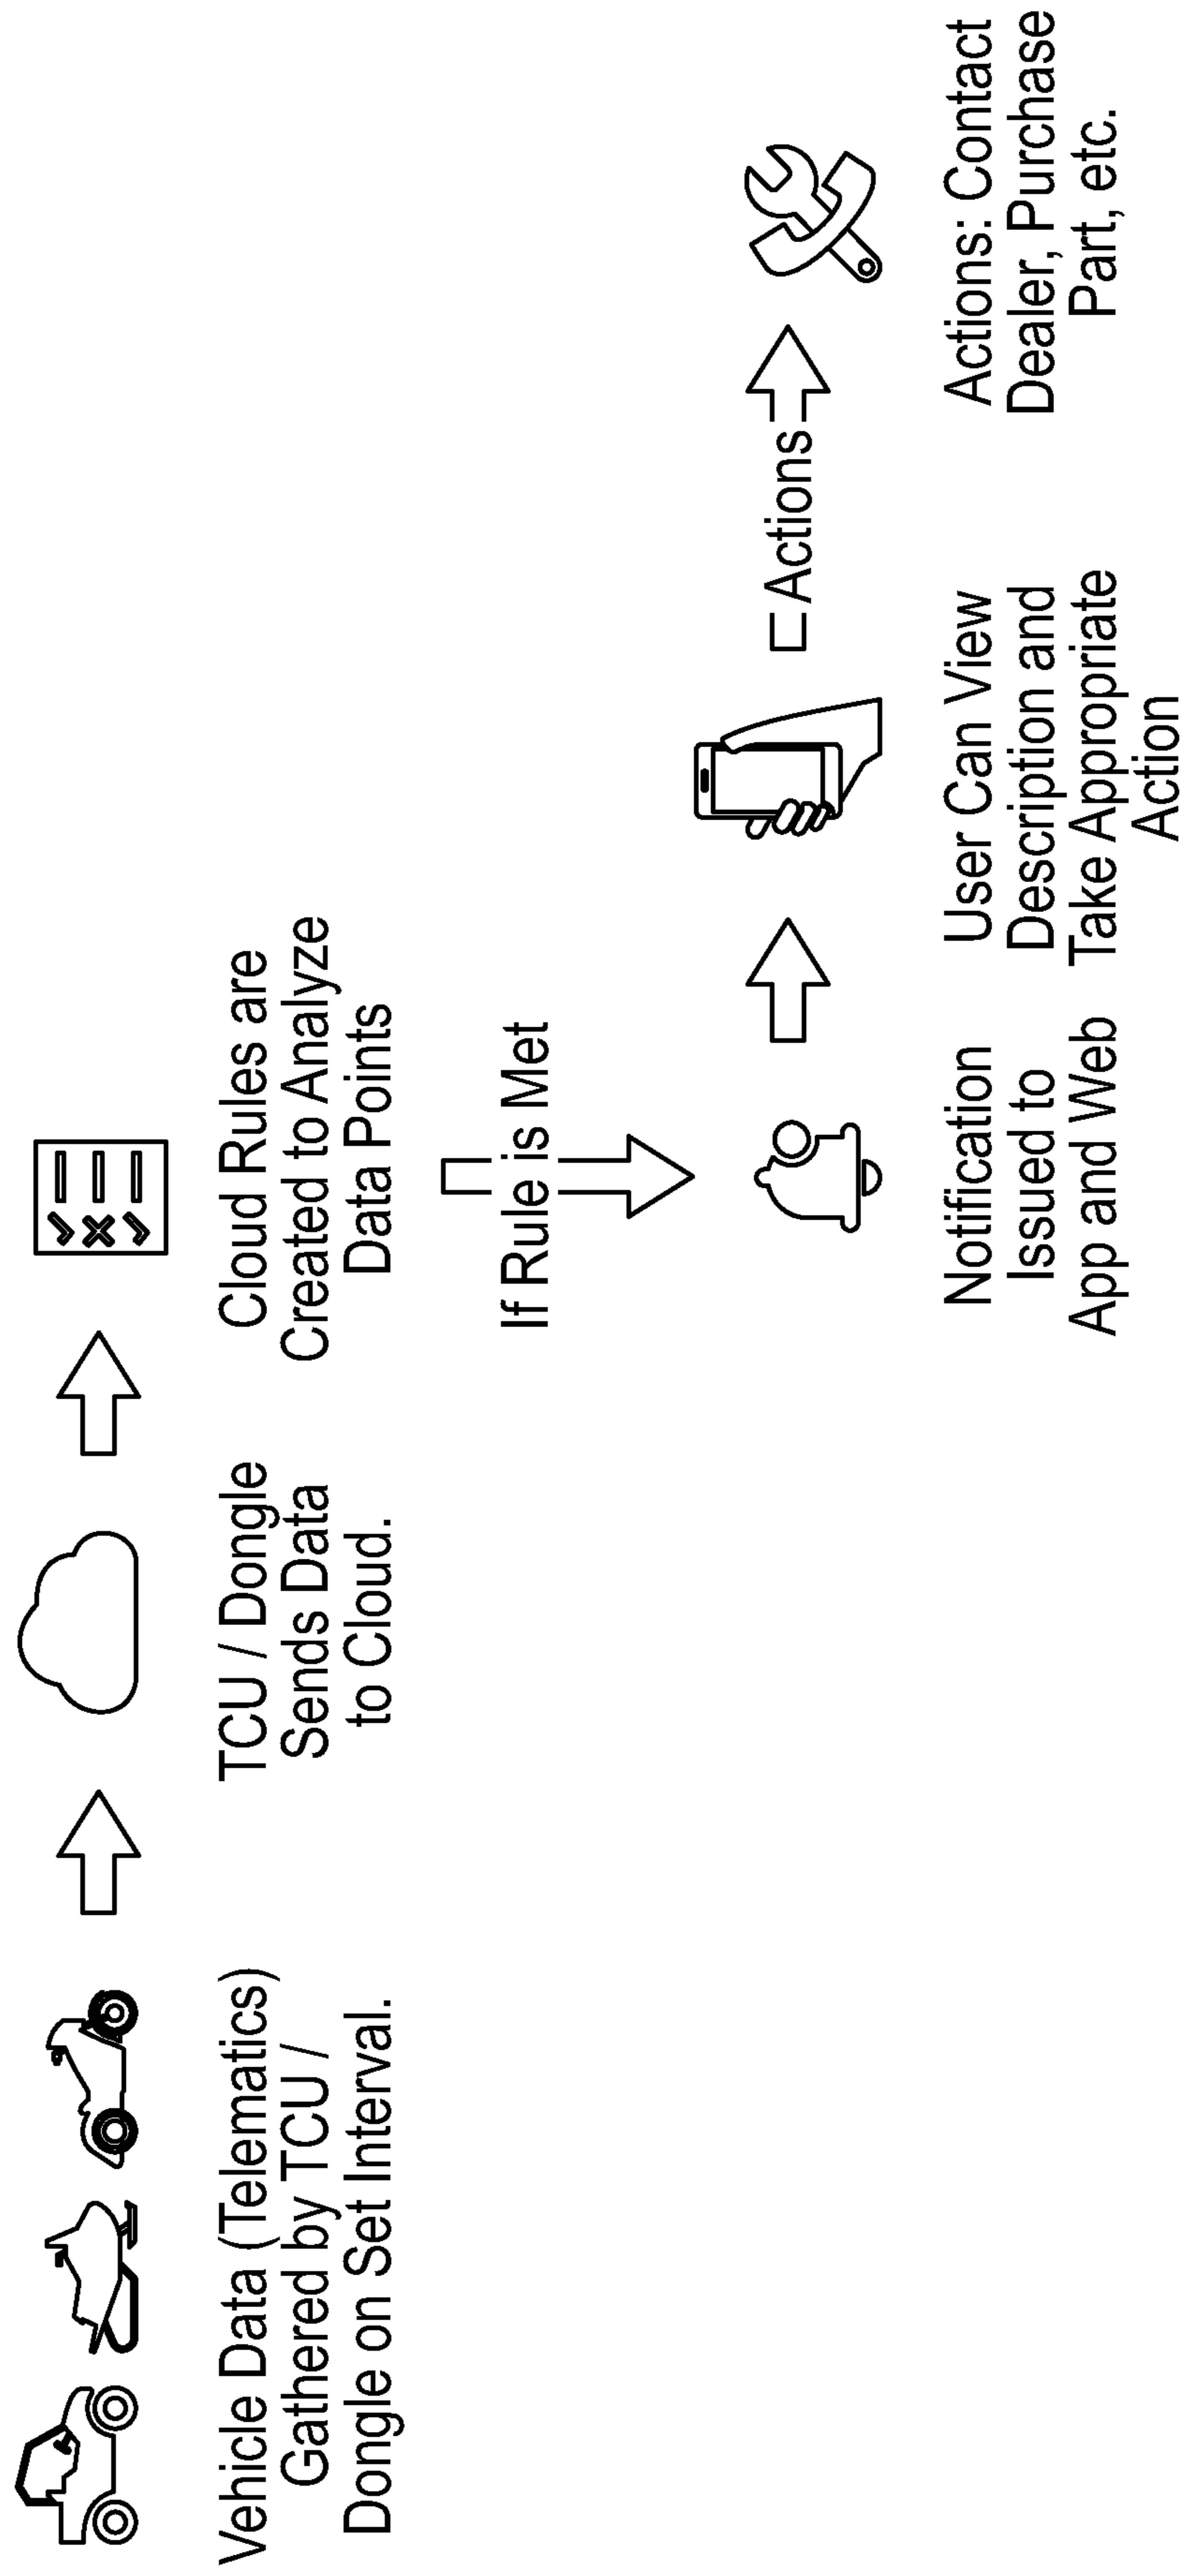 Vehicle Data (Telematics)
Gathered by TCU /
Dongle on Set Interval.
TCU / Dongle
Sends Data
to Cloud.
Cloud Rules are
Created to Analyze
Data Points
If Rule is Met
Notification
Issued to
App and Web
User Can View
Description and
Take Appropriate
Action
Actions
Actions: Contact
Dealer, Purchase
Part, etc.